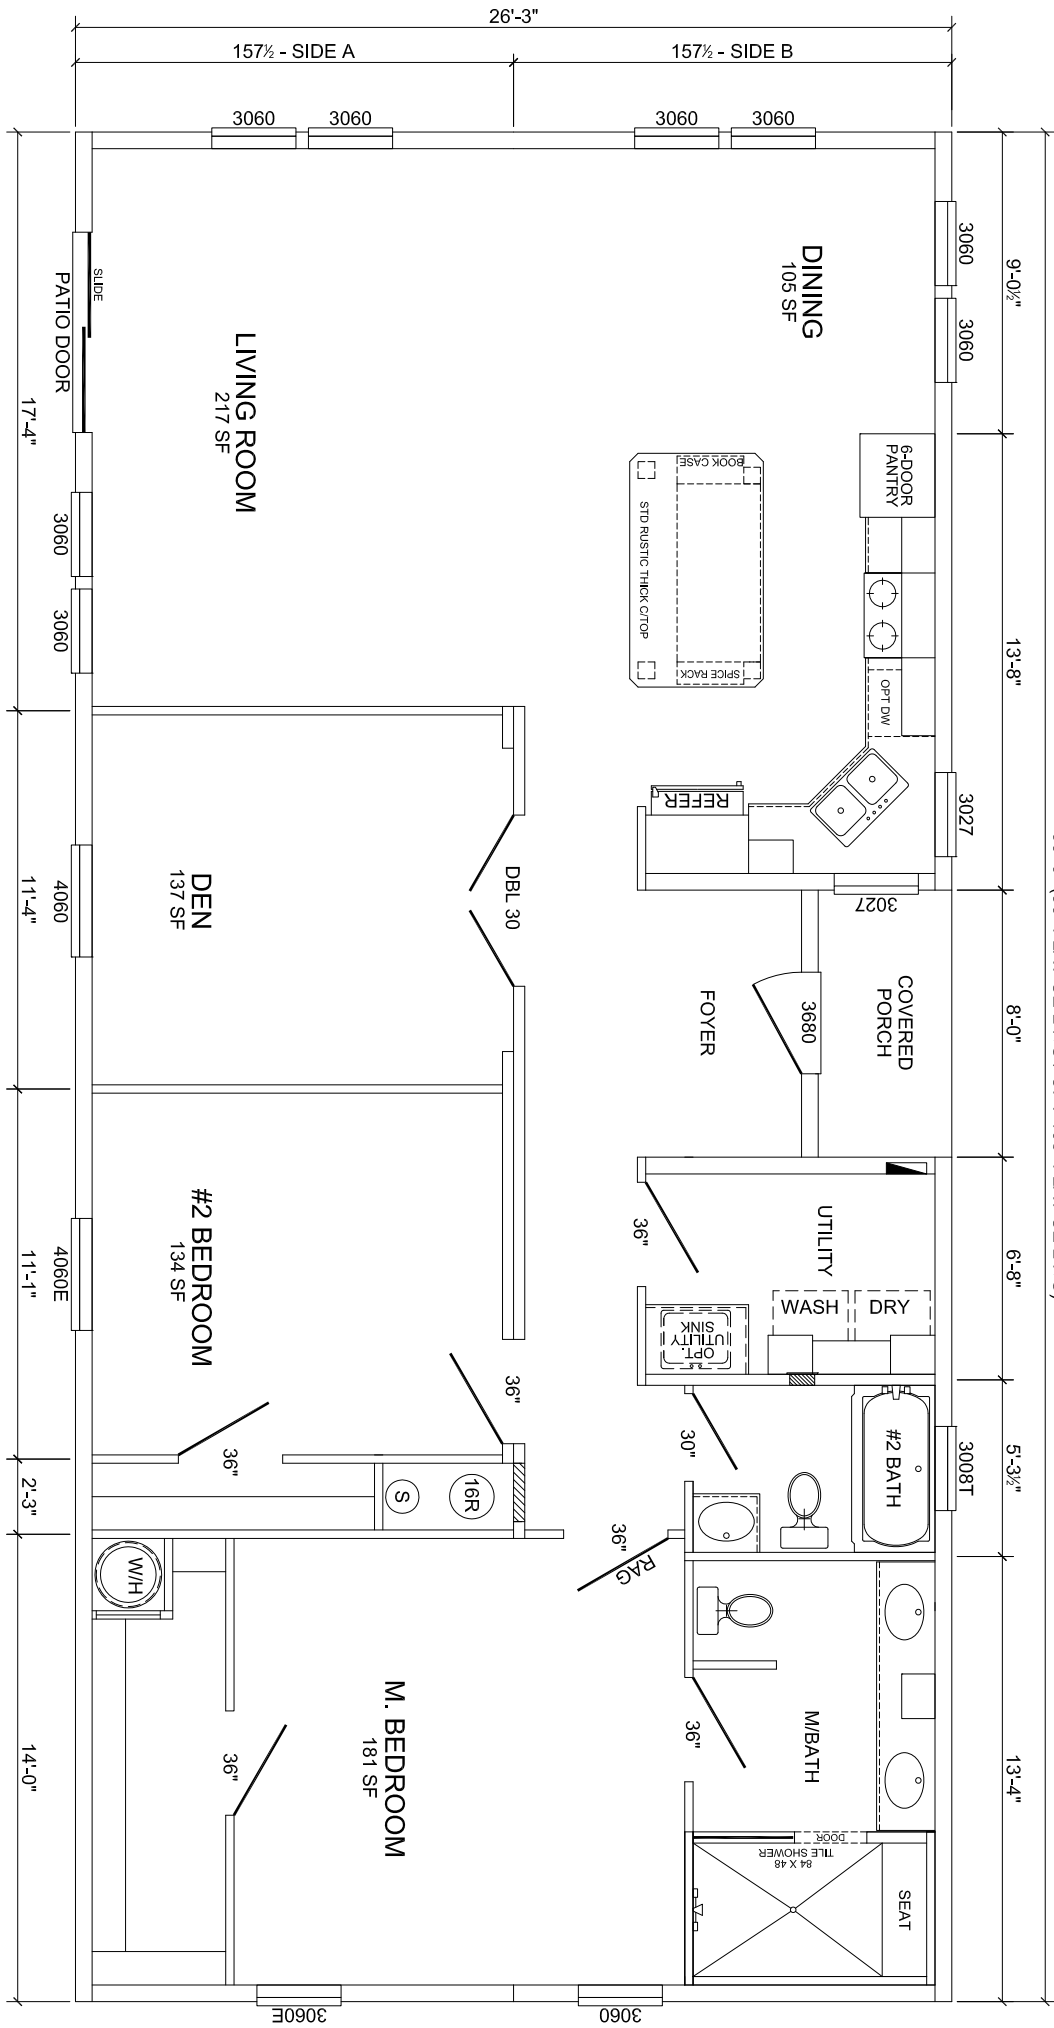 26'-3"
157½ - SIDE A
157½ - SIDE B
3060
3060
3060
3060
3060
3060
9'-0½"
DINING
105 SF
SLIDE
PATIO DOOR
LIVING ROOM
217 SF
17'-4"
3060
3060
6-DOOR
PANTRY
BOOK CASE
STD RUSTIC THICK C/TOP
SPICE RACK
OPT DW
13'-8"
REFER
3027
3027
DEN
137 SF
DBL 30
4060
11'-4"
FOYER
3680
COVERED
PORCH
8'-0"
#2 BEDROOM
134 SF
4060E
11'-1"
36"
36"
36"
UTILITY
WASH
DRY
OPT.
UTILITY
SINK
6'-8"
30"
#2 BATH
3008T
5'-3½"
S
16R
2'-3"
36"
RAG
W/H
M. BEDROOM
181 SF
36"
14'-0"
36"
M/BATH
13'-4"
DOOR
84 X 48
TILE SHOWER
SEAT
3060E
3060